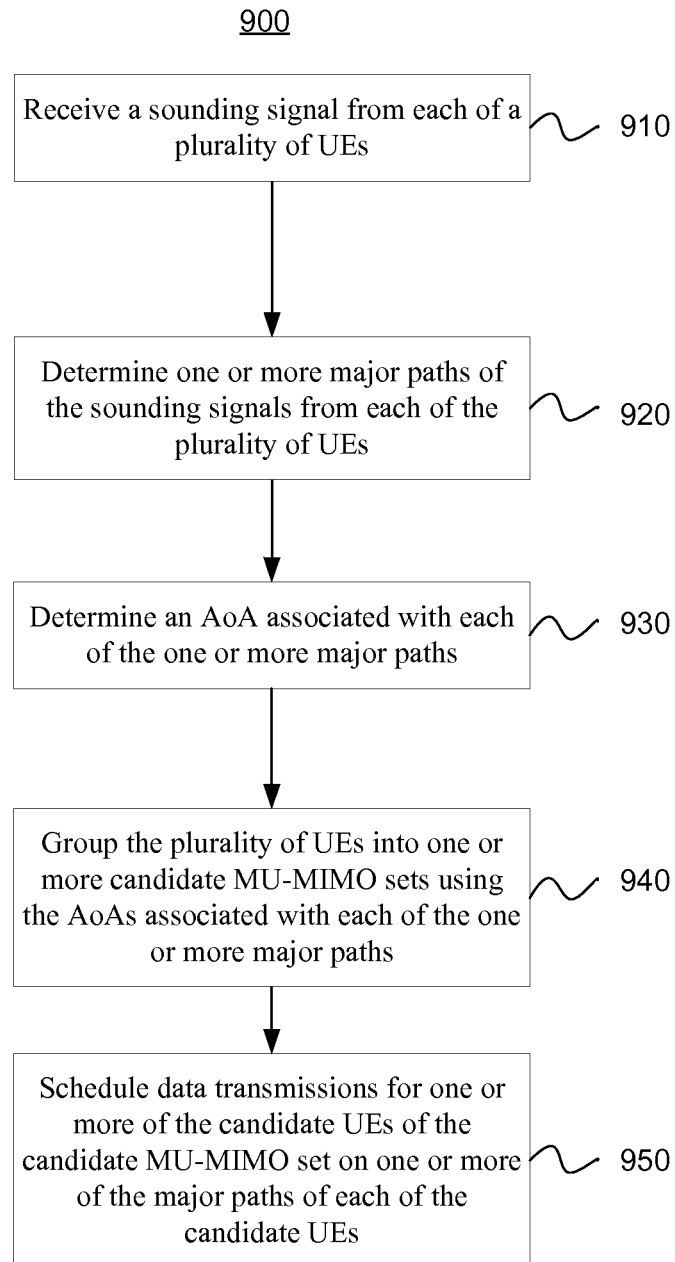 900
Receive a sounding signal from each of a
plurality of UEs
910
Determine one or more major paths of
the sounding signals from each of the
plurality of UEs
920
Determine an AoA associated with each
of the one or more major paths
930
Group the plurality of UEs into one or
more candidate MU-MIMO sets using
the AoAs associated with each of the one
or more major paths
940
Schedule data transmissions for one or
more of the candidate UEs of the
candidate MU-MIMO set on one or more
of the major paths of each of the
candidate UEs
950